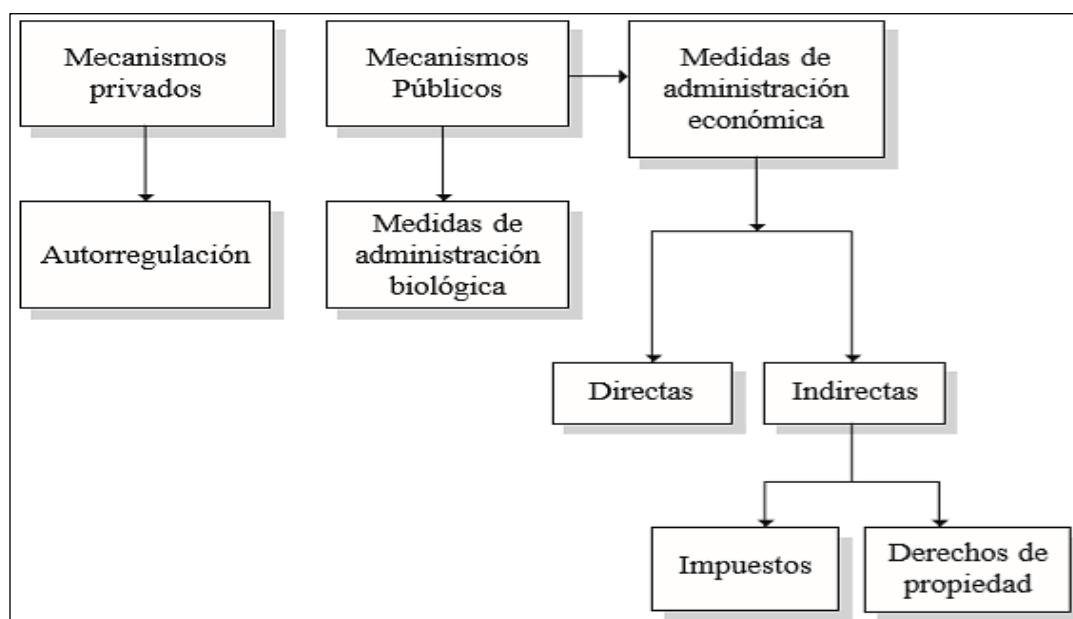 Mecanismos
privados
Mecanismos
Públicos
Medidas de
administración
económica
Autorregulación
Medidas de
administración
biológica
Directas
Indirectas
Impuestos
Derechos de
propiedad